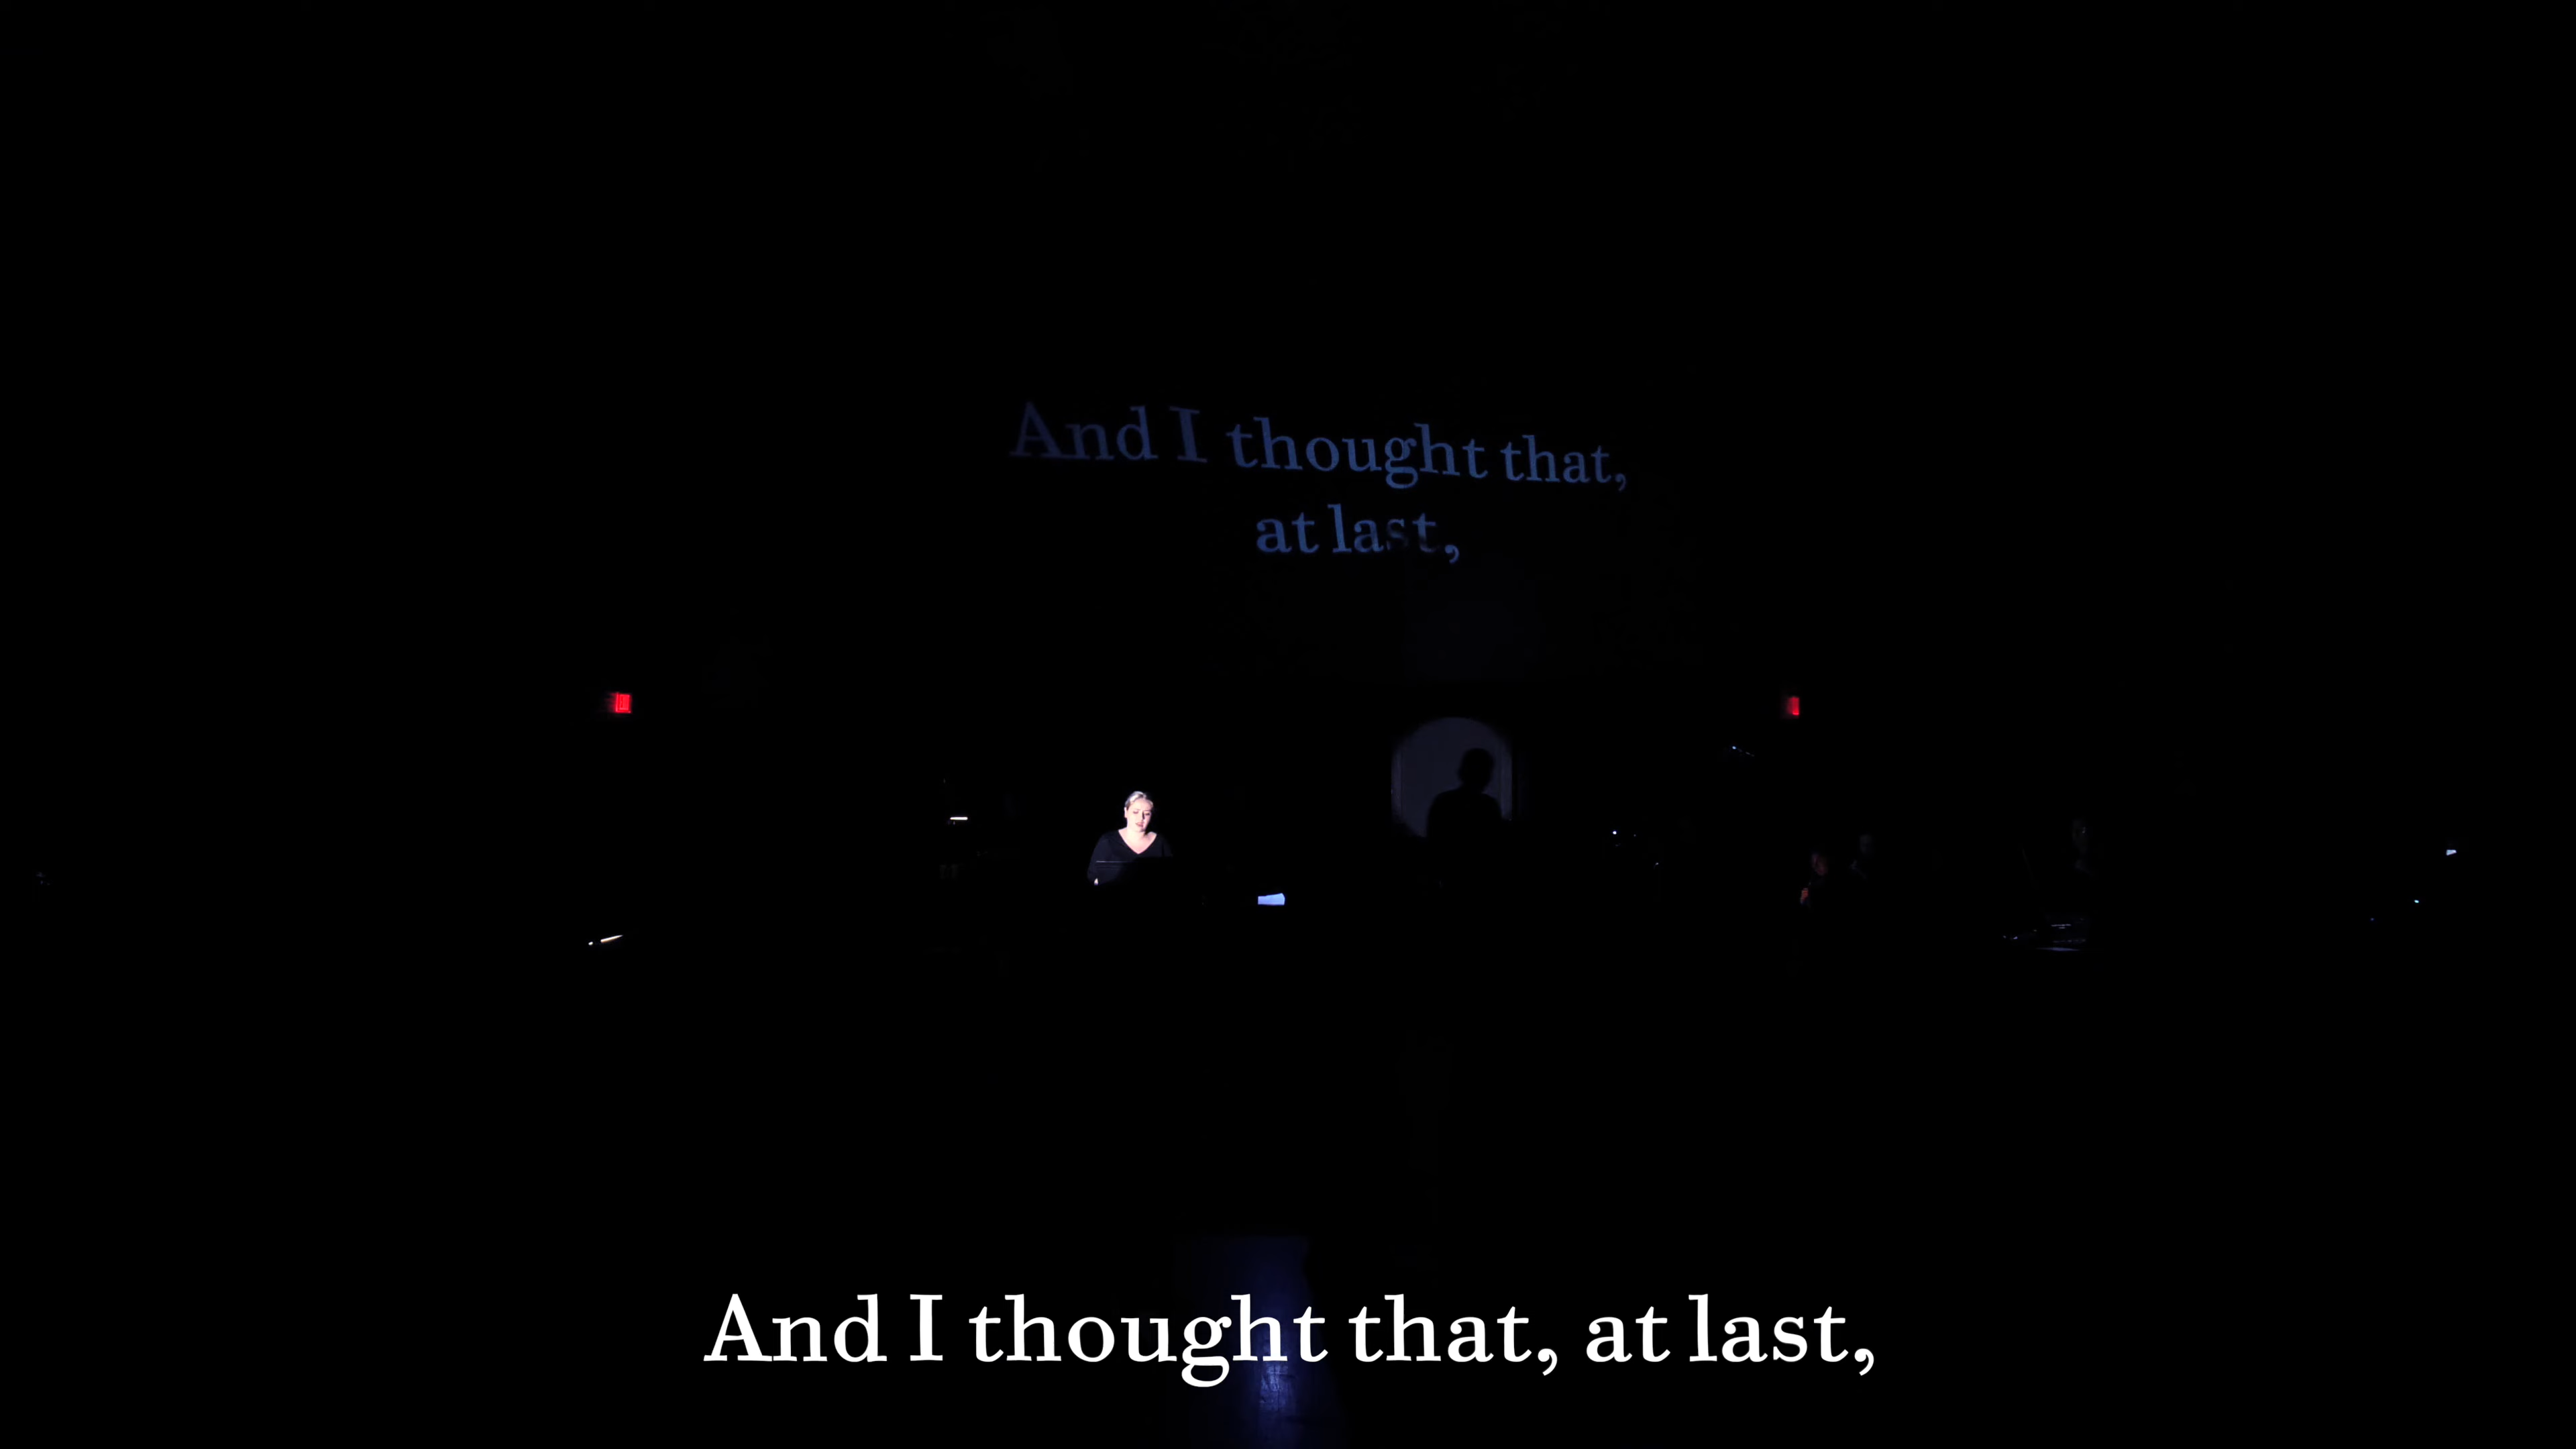 And I thought that,
at last,
And I thought that, at last,